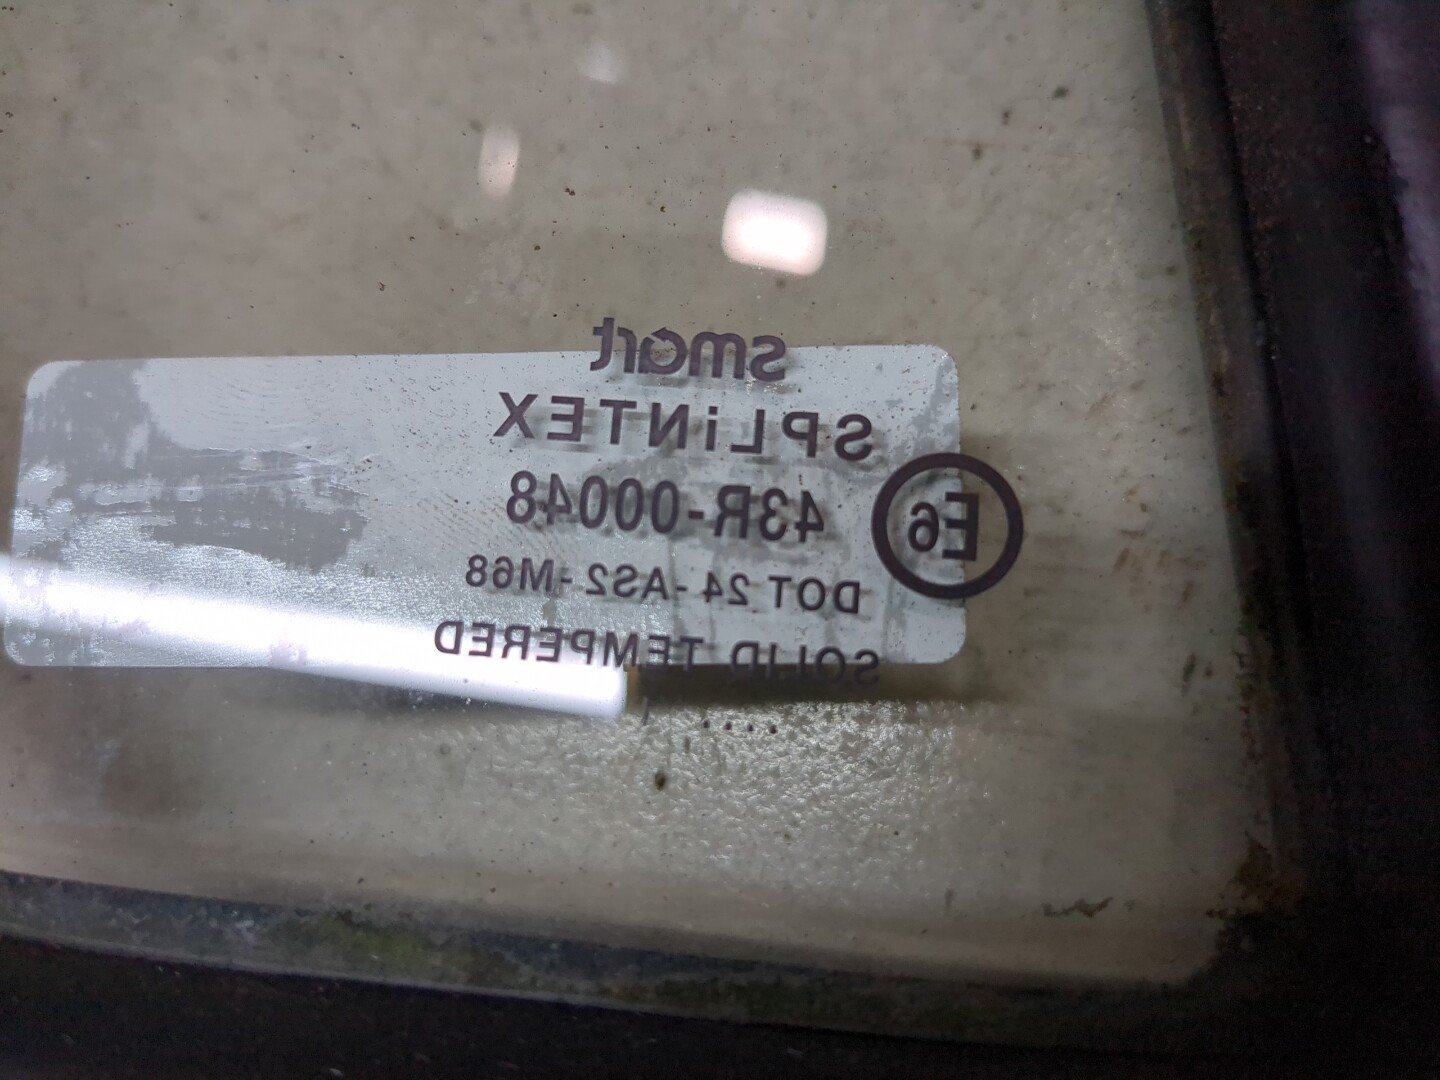 smart
SPLiNTEX
E6
43R-00048
DOT 24-AS2-M68
SOLID TEMPERED